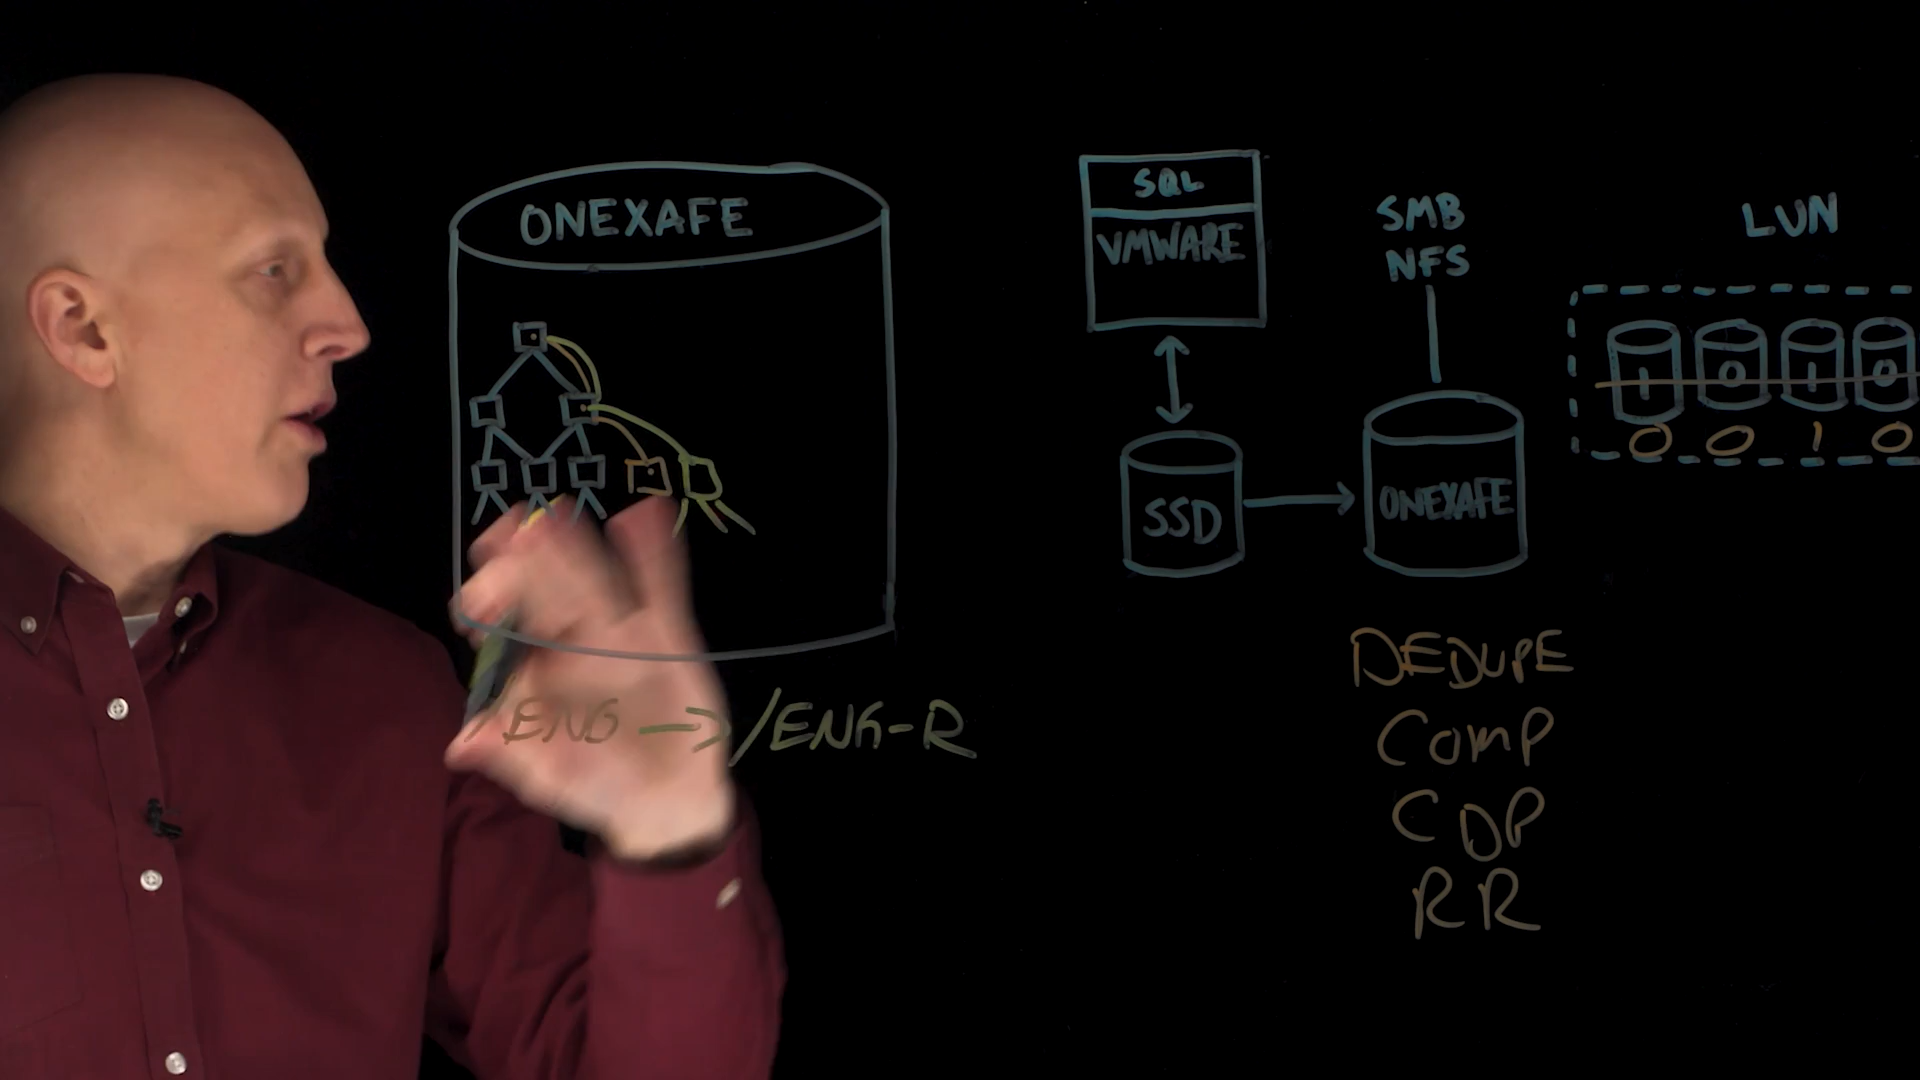 ONEXAFE
/ENG → /ENG-R
SQL
VMWARE
SSD
SMB
NFS
ONEXAFE
DEDUPE
COMP
CDP
RR
LUN
1 0 1 0
0 0 1 0